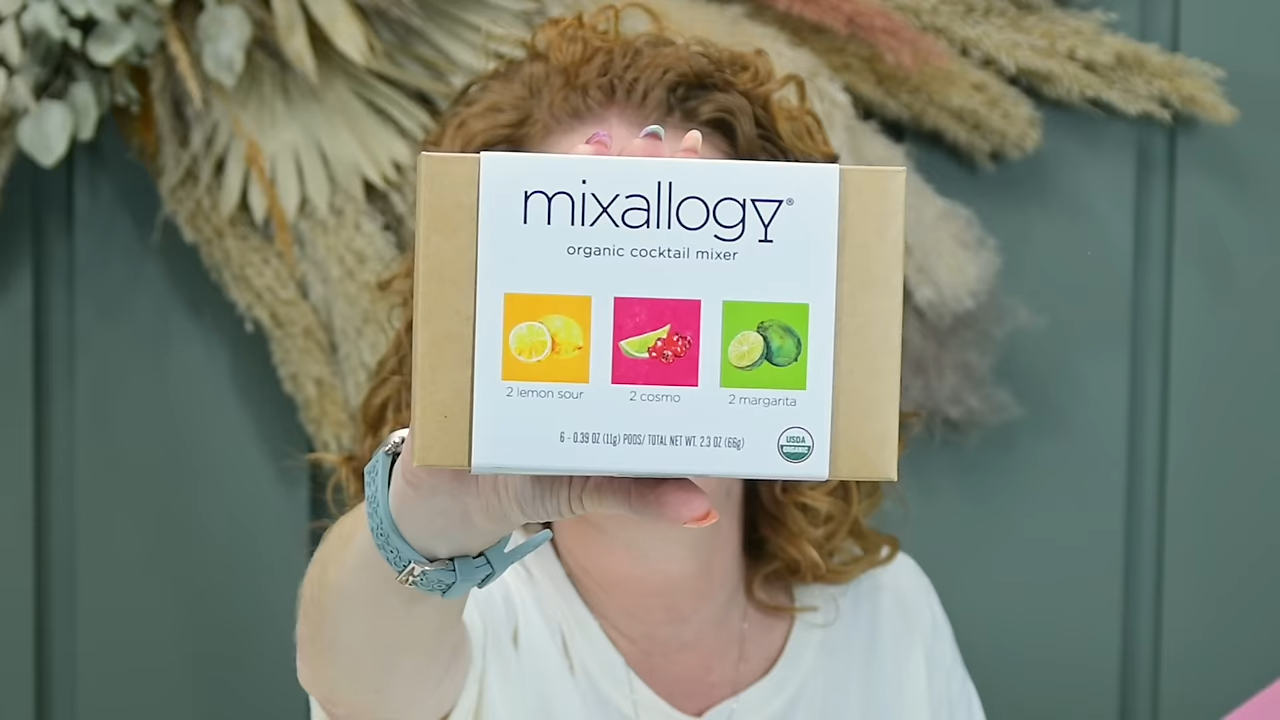 mixallogy®
organic cocktail mixer
2 lemon sour
2 cosmo
2 margarita
6 - 0.39 OZ (11g) PODS/ TOTAL NET WT. 2.3 OZ (66g)
USDA
ORGANIC